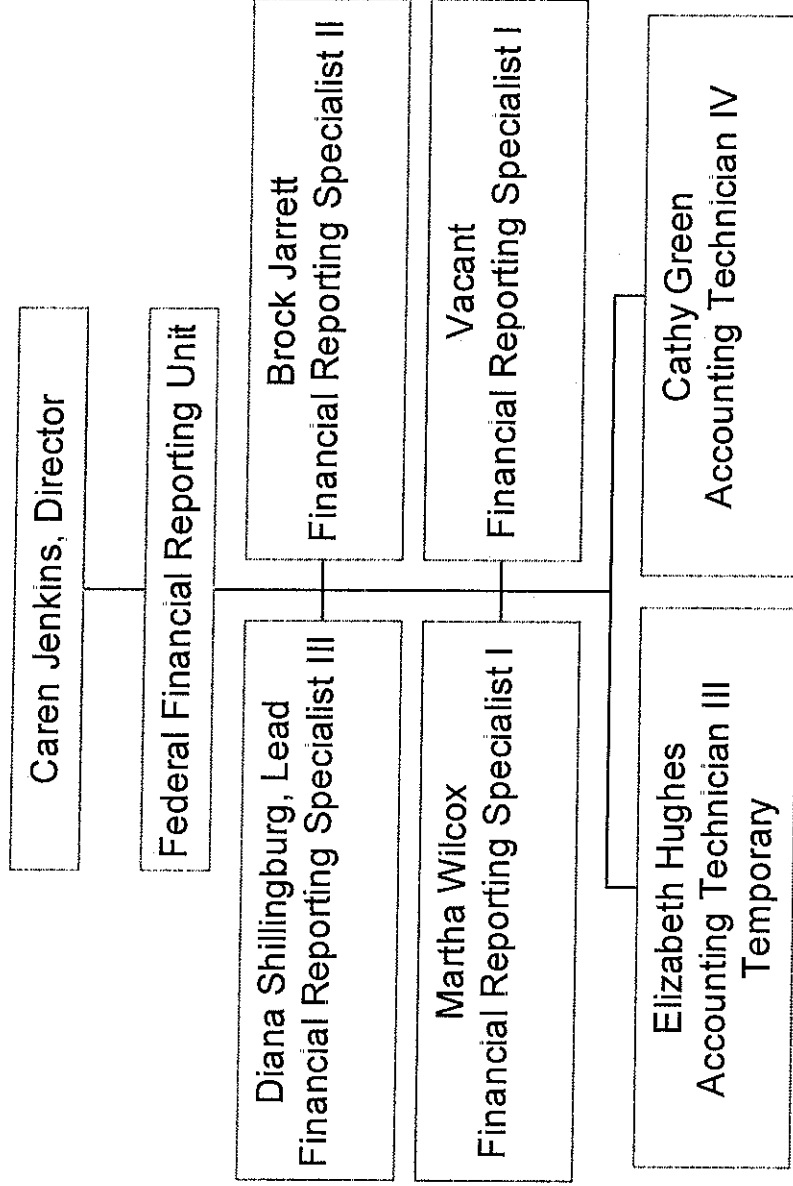 Caren Jenkins, Director
Federal Financial Reporting Unit
Diana Shillingburg, Lead
Financial Reporting Specialist III
Brock Jarrett
Financial Reporting Specialist II
Martha Wilcox
Financial Reporting Specialist I
Vacant
Financial Reporting Specialist I
Elizabeth Hughes
Accounting Technician III
Temporary
Cathy Green
Accounting Technician IV